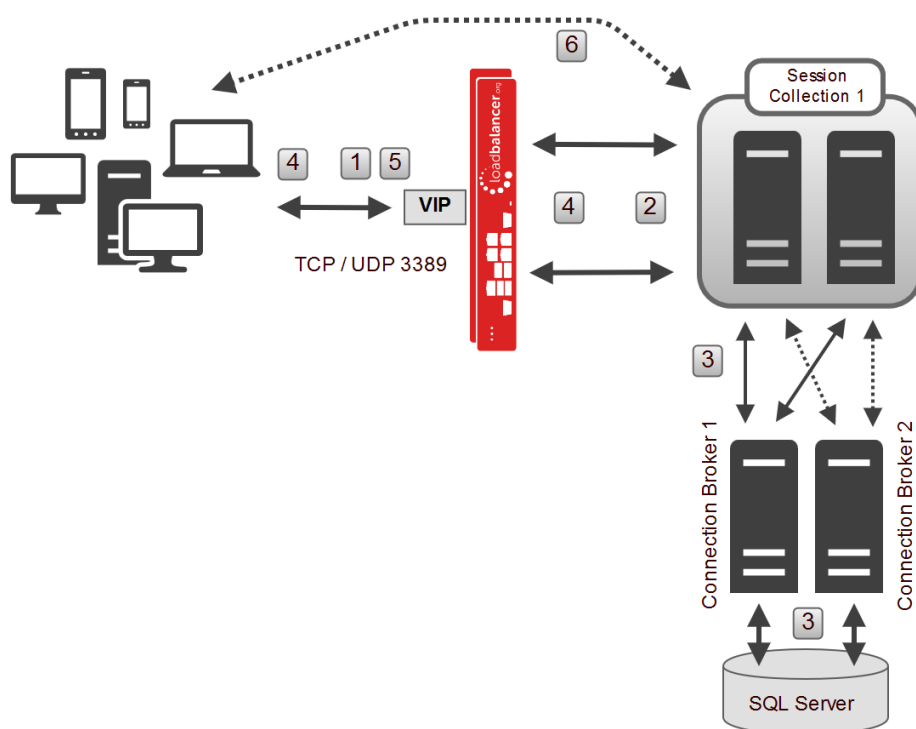 6
Session
Collection 1
loadbalancer.org
4
1
5
VIP
4
2
TCP / UDP 3389
3
Connection Broker 1
Connection Broker 2
3
SQL Server